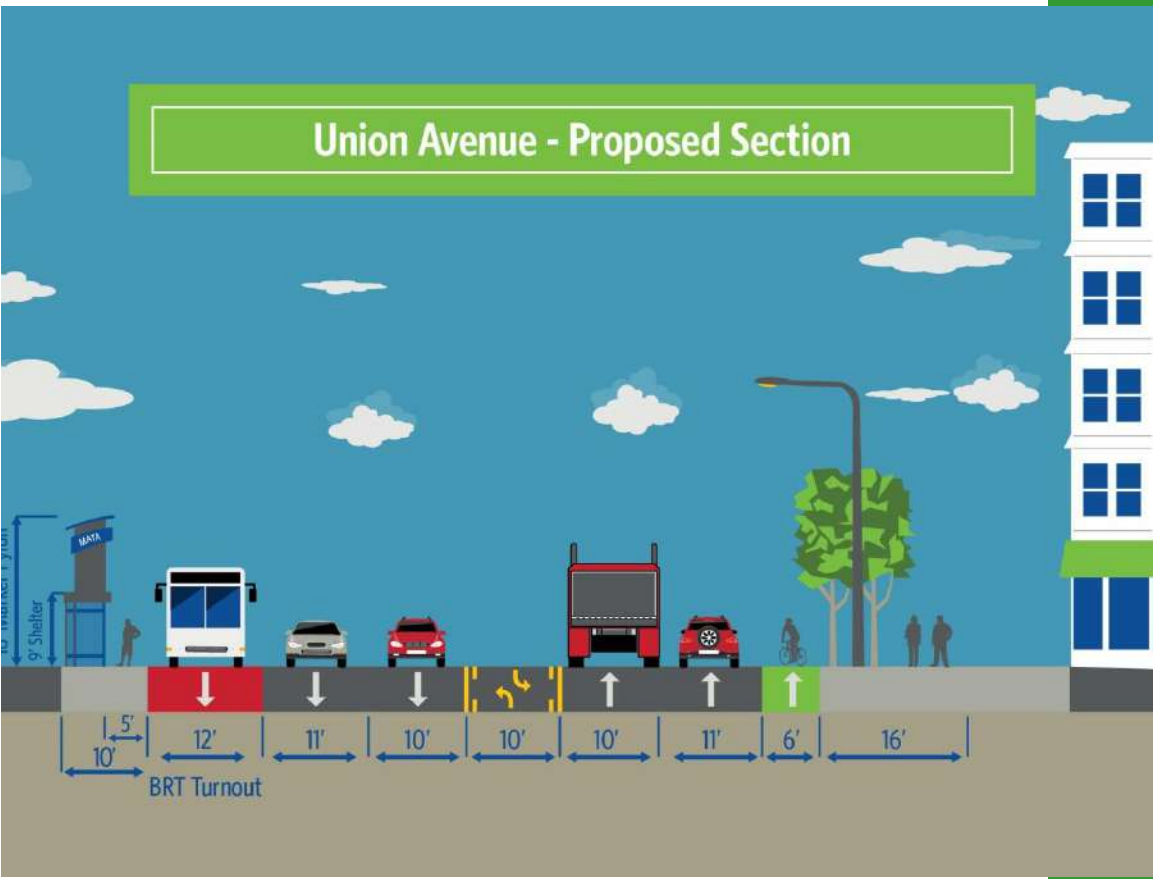 Union Avenue - Proposed Section
MATA
9' Shelter
5'
10'
12'
11'
10'
10'
10'
11'
6'
16'
BRT Turnout